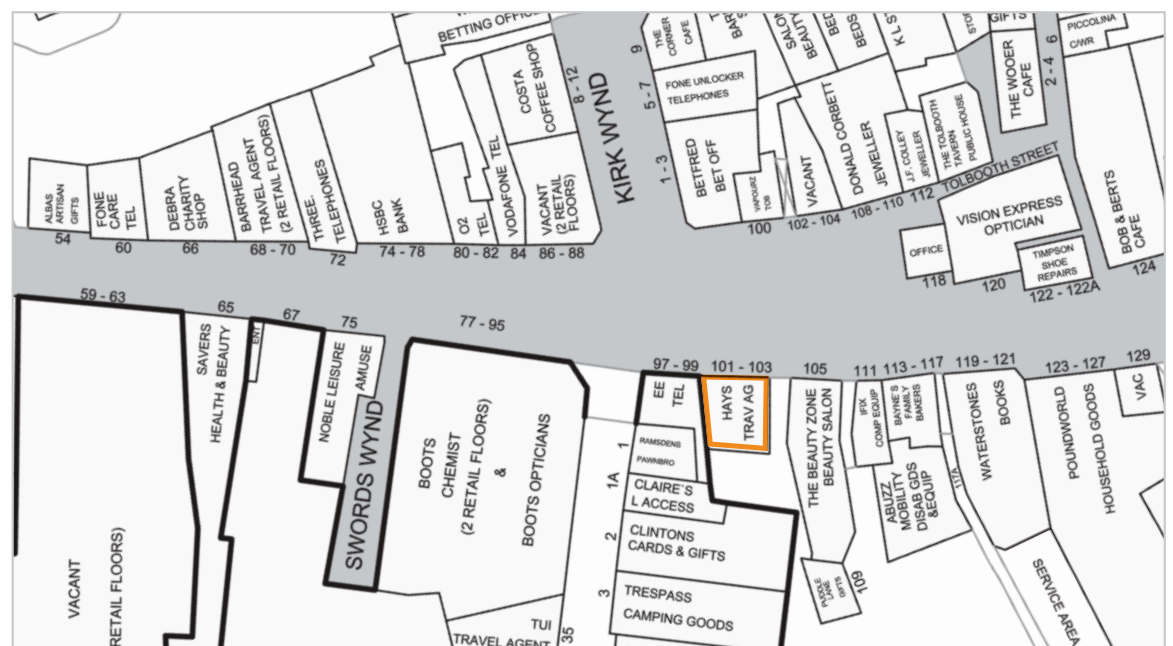 BETTING OFFICE
8 - 12
KIRK WYND
9
THE
CORNER
CAFE
5 - 7
FONE UNLOCKER
TELEPHONES
1 - 3
BETFRED
BET OFF
VAPOURZ
TOB
100
VACANT
102 - 104
DONALD CORBETT
JEWELLER
108 - 110
J.F. COLLEY
JEWELLER
112
THE TOLBOOTH
TAVERN
PUBLIC HOUSE
TOLBOOTH STREET
SALON
BEAUTY
K L S
GIFTS
THE WOOER
CAFE
2 - 4
6
PICCOLINA
C/WR
VISION EXPRESS
OPTICIAN
OFFICE
118
120
TIMPSON
SHOE
REPAIRS
122 - 122A
BOB & BERTS
CAFE
124
COSTA
COFFEE SHOP
ALBAS
ARTISAN
GIFTS
54
FONE
CARE
TEL
60
DEBRA
CHARITY
SHOP
66
BARRHEAD
TRAVEL AGENT
(2 RETAIL FLOORS)
68 - 70
THREE
TELEPHONES
72
HSBC
BANK
74 - 78
O2
TEL
80 - 82
VODAFONE TEL
84
VACANT
(2 RETAIL
FLOORS)
86 - 88
59 - 63
VACANT
RETAIL FLOORS)
65
SAVERS
HEALTH & BEAUTY
ENT
67
75
NOBLE LEISURE
AMUSE
SWORDS WYND
77 - 95
BOOTS
CHEMIST
(2 RETAIL FLOORS)
&
BOOTS OPTICIANS
TUI
TRAVEL AGENT
35
97 - 99
EE
TEL
1
RAMSDENS
PAWNBRO
1A
CLAIRE'S
L ACCESS
2
CLINTONS
CARDS & GIFTS
3
TRESPASS
CAMPING GOODS
101 - 103
HAYS
TRAV AG
105
THE BEAUTY ZONE
BEAUTY SALON
PUDDLE
LANE
GIFTS
109
111
IFIX
COMP EQUIP
113 - 117
BAYNE'S
FAMILY
BAKERS
ABUZZ
MOBILITY
DISAB GDS
&EQUIP
117A
119 - 121
WATERSTONES
BOOKS
123 - 127
POUNDWORLD
HOUSEHOLD GOODS
129
VAC
SERVICE AREA